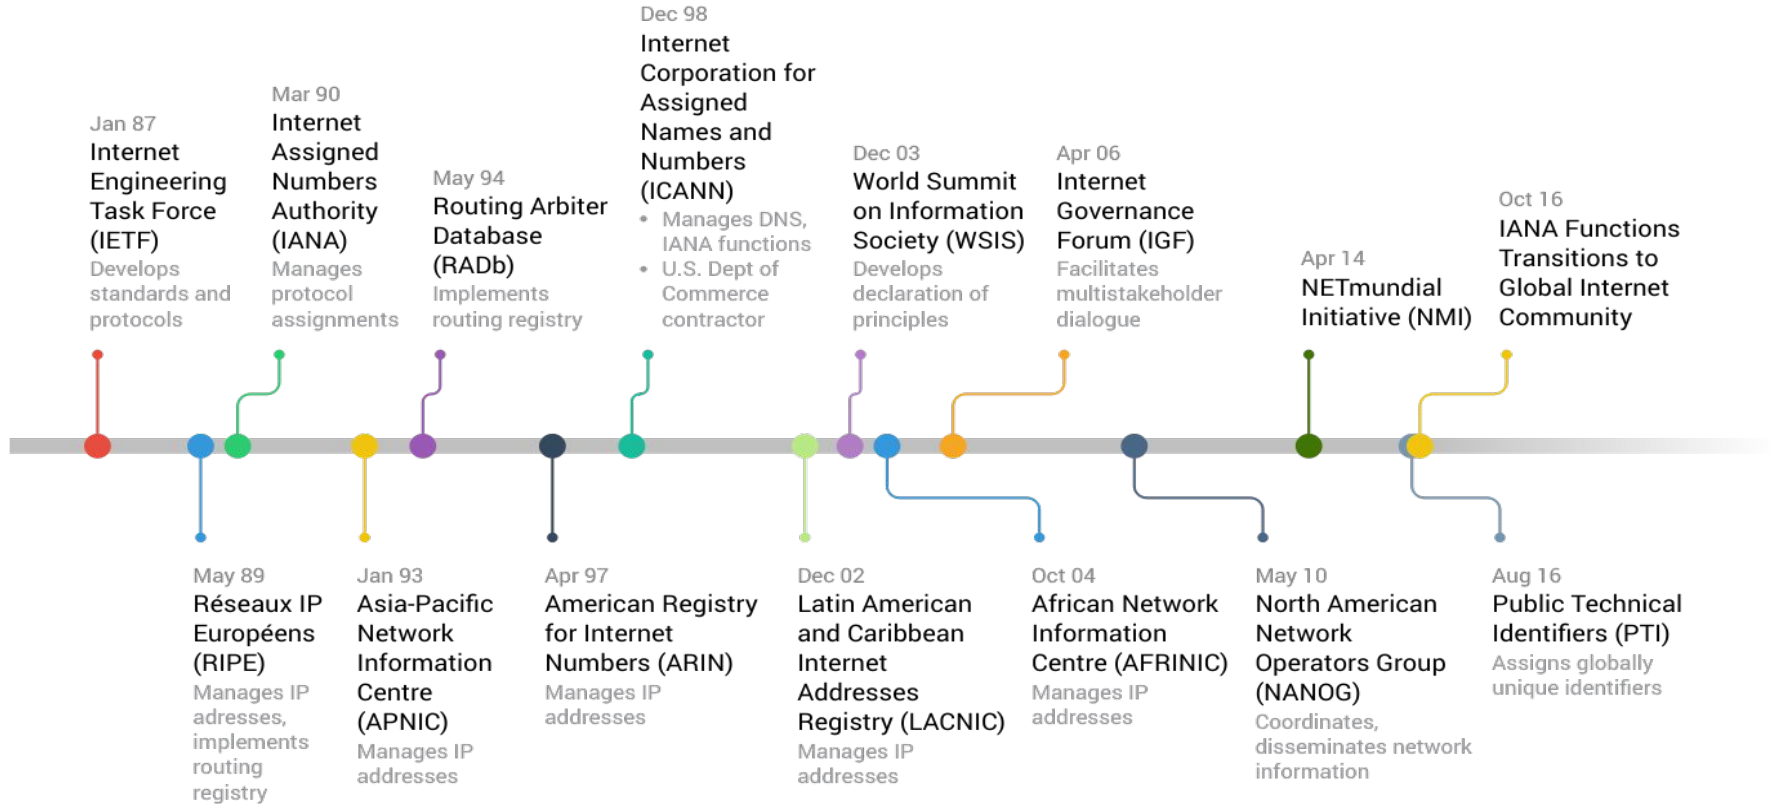 Jan 87
Internet
Engineering
Task Force
(IETF)
Develops
standards and
protocols
Mar 90
Internet
Assigned
Numbers
Authority
(IANA)
Manages
protocol
assignments
May 94
Routing Arbiter
Database
(RADb)
Implements
routing registry
Dec 98
Internet
Corporation for
Assigned
Names and
Numbers
(ICANN)
• Manages DNS,
IANA functions
• U.S. Dept of
Commerce
contractor
Dec 03
World Summit
on Information
Society (WSIS)
Develops
declaration of
principles
Apr 06
Internet
Governance
Forum (IGF)
Facilitates
multistakeholder
dialogue
Apr 14
NETmundial
Initiative (NMI)
Oct 16
IANA Functions
Transitions to
Global Internet
Community
May 89
Réseaux IP
Européens
(RIPE)
Manages IP
adresses,
implements
routing
registry
Jan 93
Asia-Pacific
Network
Information
Centre
(APNIC)
Manages IP
addresses
Apr 97
American Registry
for Internet
Numbers (ARIN)
Manages IP
addresses
Dec 02
Latin American
and Caribbean
Internet
Addresses
Registry (LACNIC)
Manages IP
addresses
Oct 04
African Network
Information
Centre (AFRINIC)
Manages IP
addresses
May 10
North American
Network
Operators Group
(NANOG)
Coordinates,
disseminates network
information
Aug 16
Public Technical
Identifiers (PTI)
Assigns globally
unique identifiers